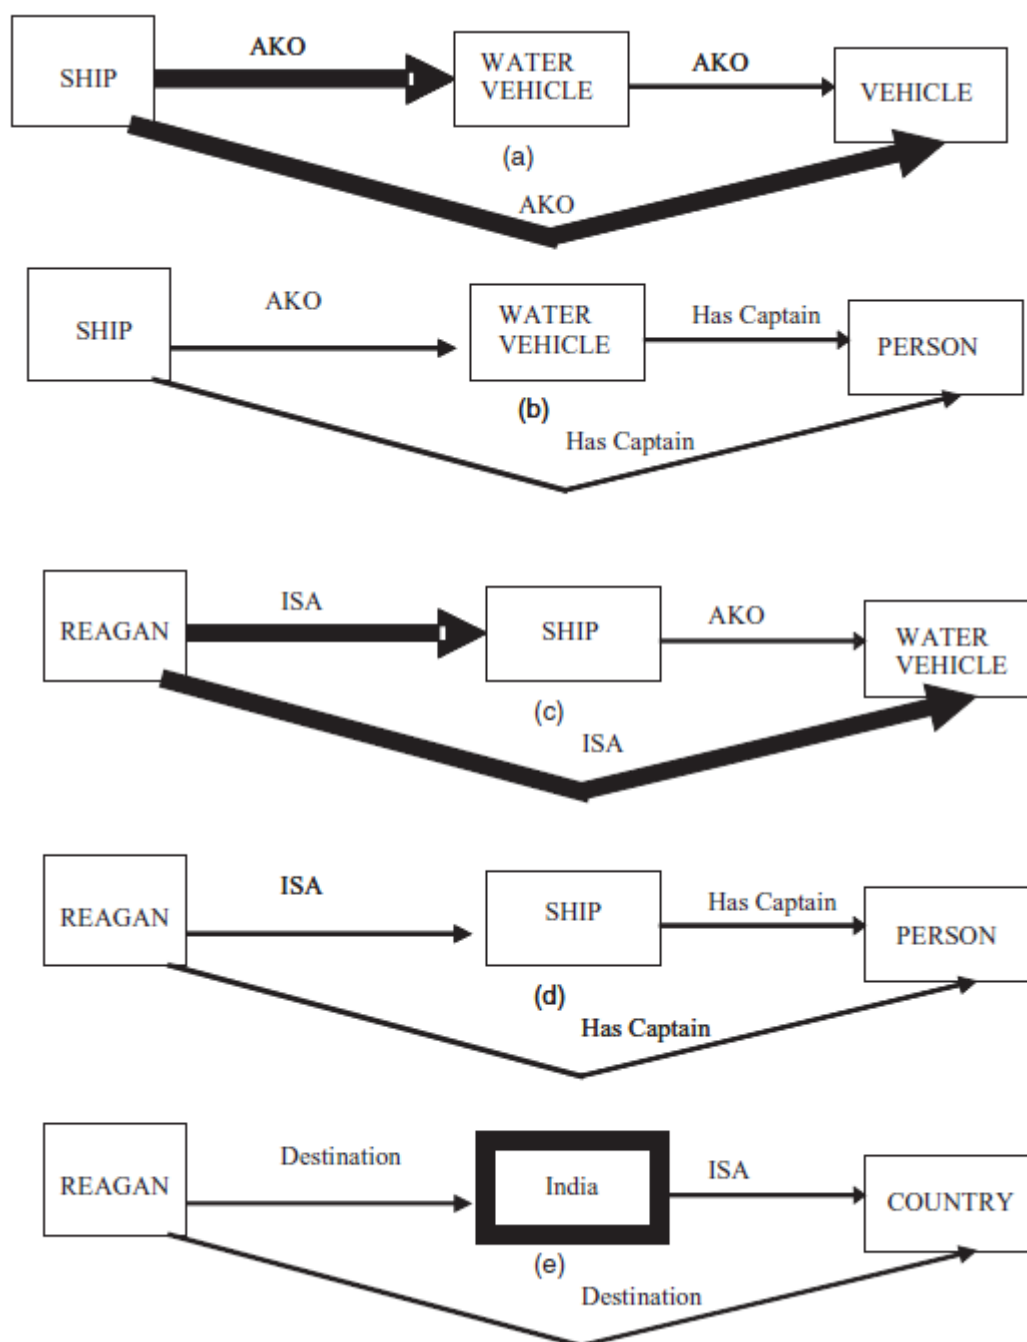 AKO
AKO
SHIP
WATER
VEHICLE
VEHICLE
(a)
AKO
AKO
Has Captain
SHIP
WATER
VEHICLE
PERSON
(b)
Has Captain
ISA
AKO
REAGAN
SHIP
WATER
VEHICLE
(c)
ISA
ISA
Has Captain
REAGAN
SHIP
PERSON
(d)
Has Captain
Destination
ISA
REAGAN
India
COUNTRY
(e)
Destination